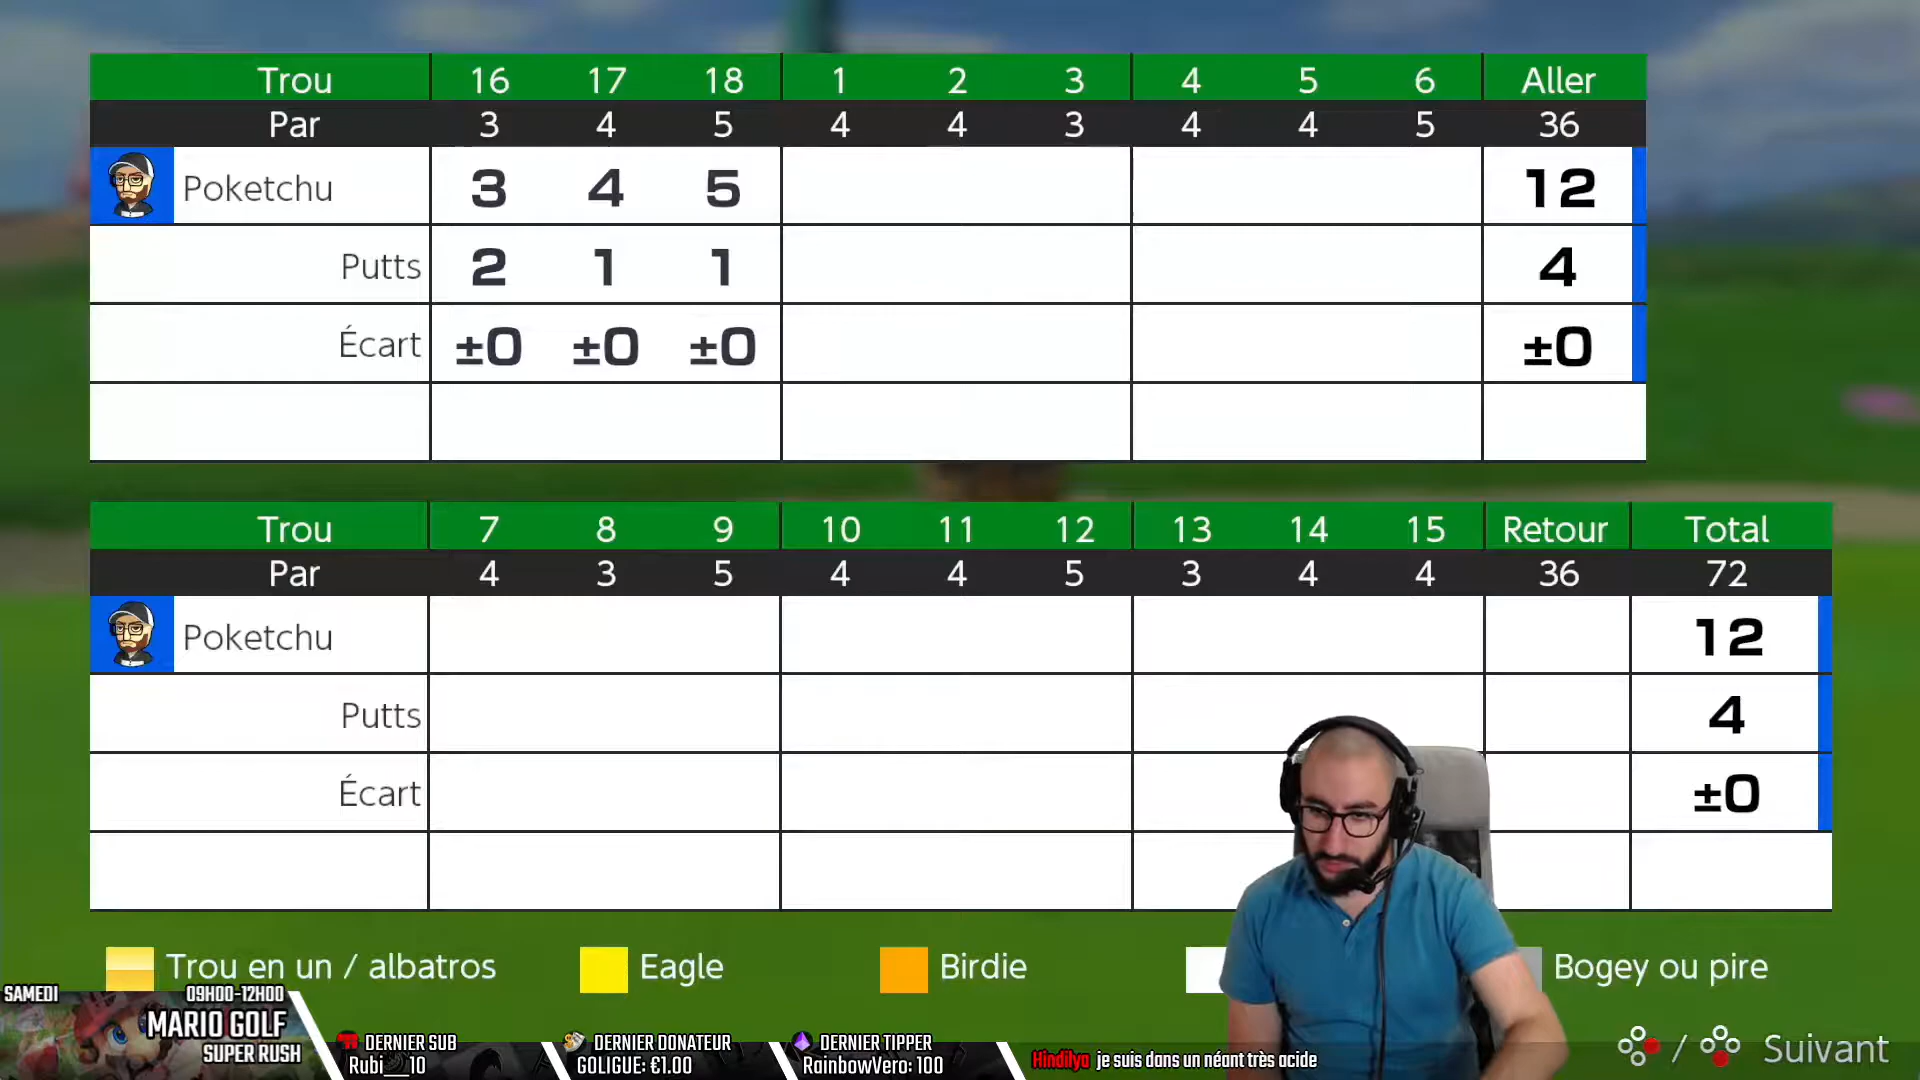 Trou 16 17 18 1 2 3 4 5 6 Aller
Par 3 4 5 4 4 3 4 4 5 36
Poketchu 3 4 5 12
Putts 2 1 1 4
Écart ±0 ±0 ±0 ±0
Trou 7 8 9 10 11 12 13 14 15 Retour Total
Par 4 3 5 4 4 5 3 4 4 36 72
Poketchu 12
Putts 4
Écart ±0
Trou en un / albatros Eagle Birdie Bogey ou pire
SAMEDI 09H00-12H00
MARIO GOLF
SUPER RUSH
DERNIER SUB
Rubi__10
DERNIER DONATEUR
GOLIGUE: €1.00
DERNIER TIPPER
RainbowVero: 100
Hindilya je suis dans un néant très acide
/ Suivant